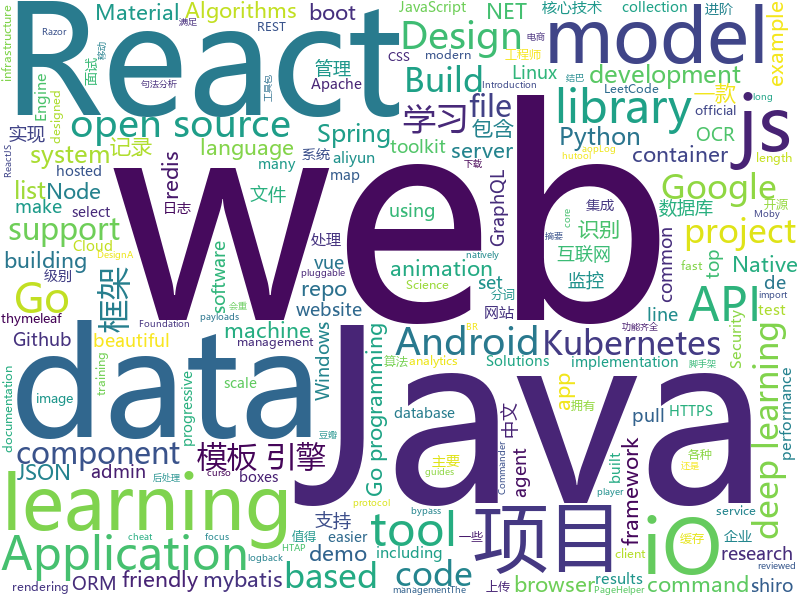 React
web
Java
data
learning
model
js
iO
API
项目
library
tool
Application
Design
Android
Kubernetes
Google
Go
open source
Build
based
code
component
support
project
deep learning
框架
模板 引擎
学习
Material
Algorithms
boot
NET
核心技术
collection
进阶
JavaScript
REST
CSS
modern
电商
工程师
LeetCode
Introduction
结巴
满足
Razor
移动
句法分析
工具包
infrastructure
designed
Engine
面试
管理
Apache
Linux
development
一款
example
official
实现
记录
Spring
file
包含
Python
OCR
container
long
ReactJS
system
language
toolkit
server
many
系统
aliyun
map
下载
hutool
appLog
length
hosted
list
Node
redis
文件
GraphQL
集成
core
识别
数据库
Moby
开源
Cloud
make
select
日志
using
处理
摘要
互联网
fast
DesignA
级别
building
vue
animation
set
分词
监控
common
top
Native
de
pluggable
natively
software
repo
网站
Science
line
import
thymeleaf
website
Foundation
payloads
会重
Github
machine
management
app
Solutions
功能齐全
implementation
test
Security
beautiful
scale
算法
analytics
脚手架
documentation
image
training
progressive
Windows
database
拥有
pull
HTTPS
performance
JSON
admin
demo
主要
中文
built
各种
还是
后处理
boxes
支持
including
Go programming
agent
framework
easier
一些
豆瓣
值得
BR
guides
Commander
player
browser
企业
research
service
缓存
client
reviewed
HTAP
ORM
friendly
mybatis
curso
cheat
rendering
focus
protocol
bypass
logback
results
command
上传
PageHelper
managementThe
shiro